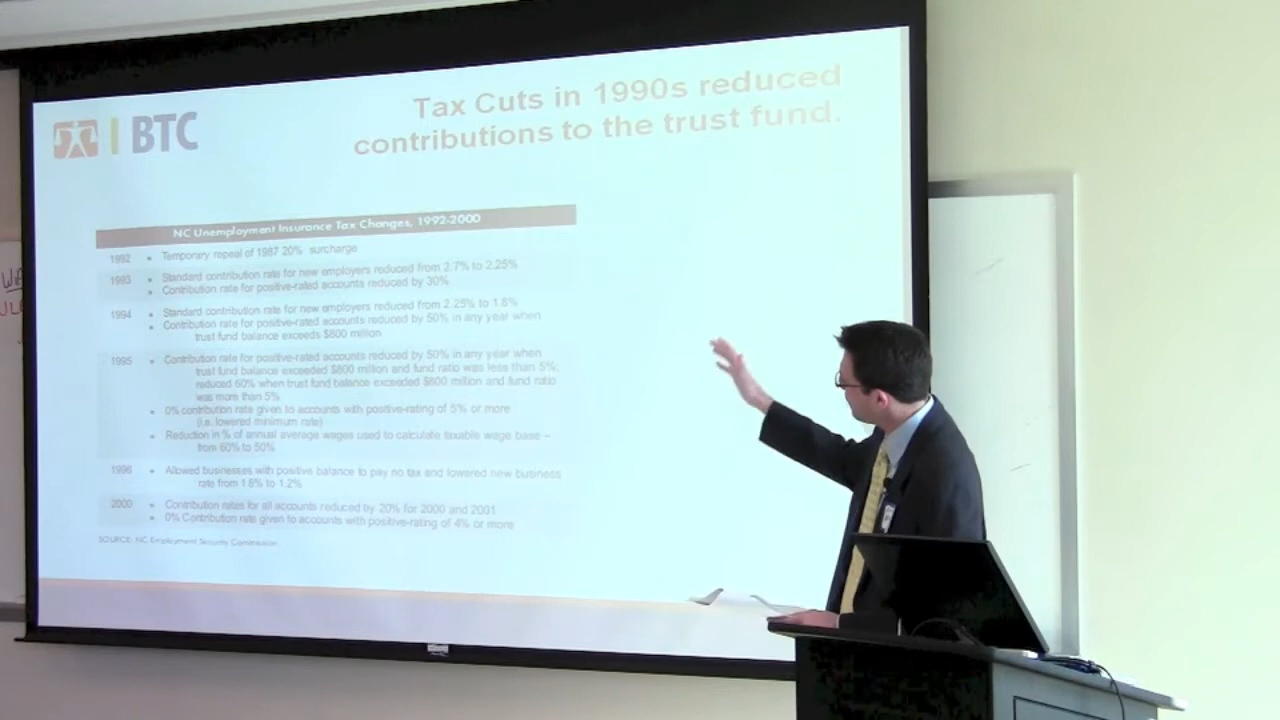 BTC
Tax Cuts in 1990s reduced
contributions to the trust fund.
NC Unemployment Insurance Tax Changes, 1992-2000
1992 • Temporary repeal of 1987 20% surcharge
1993 • Standard contribution rate for new employers reduced from 2.7% to 2.25%
• Contribution rate for positive-rated accounts reduced by 30%
1994 • Standard contribution rate for new employers reduced from 2.25% to 1.8%
• Contribution rate for positive-rated accounts reduced by 50% in any year when
trust fund balance exceeds $800 million
1995 • Contribution rate for positive-rated accounts reduced by 50% in any year when
trust fund balance exceeded $800 million and fund ratio was less than 5%;
reduced 60% when trust fund balance exceeded $800 million and fund ratio
was more than 5%
• 0% contribution rate given to accounts with positive-rating of 5% or more
(i.e. lowered minimum rate)
• Reduction in % of annual average wages used to calculate taxable wage base –
from 60% to 50%
1996 • Allowed businesses with positive balance to pay no tax and lowered new business
rate from 1.8% to 1.2%
2000 • Contribution rates for all accounts reduced by 20% for 2000 and 2001
• 0% Contribution rate given to accounts with positive-rating of 4% or more
SOURCE: NC Employment Security Commission